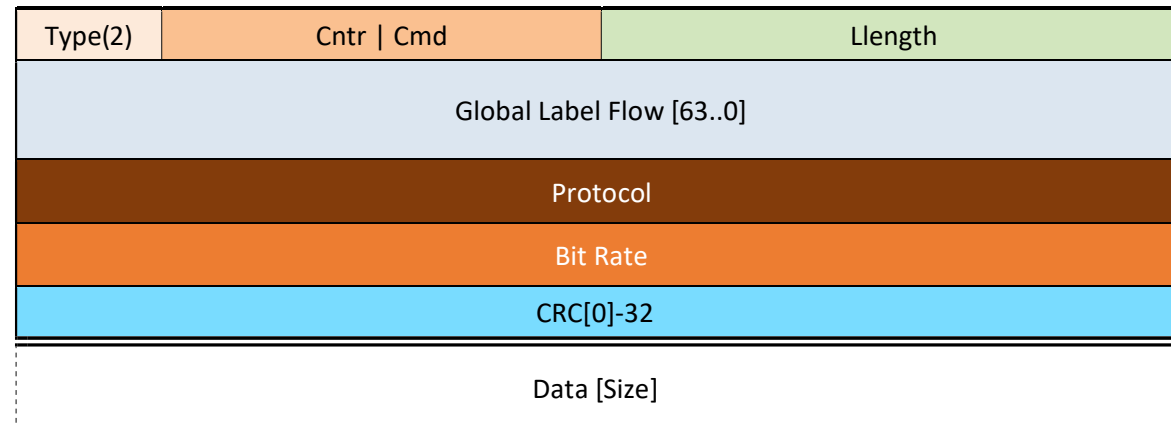 Type(2) Cntr | Cmd Llength
Global Label Flow [63..0]
Protocol
Bit Rate
CRC[0]-32
Data [Size]